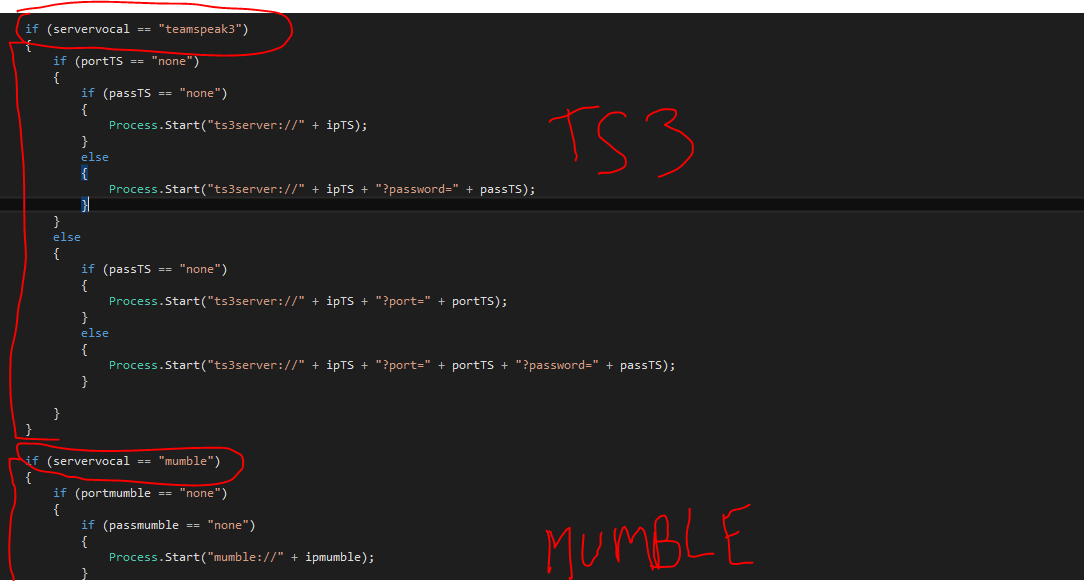 if (servervocal == "teamspeak3")
{
if (portTS == "none")
{
if (passTS == "none")
{
Process.Start("ts3server://" + ipTS);
}
else
{
Process.Start("ts3server://" + ipTS + "?password=" + passTS);
}
}
else
{
if (passTS == "none")
{
Process.Start("ts3server://" + ipTS + "?port=" + portTS);
}
else
{
Process.Start("ts3server://" + ipTS + "?port=" + portTS + "?password=" + passTS);
}
}
}
TS3
if (servervocal == "mumble")
{
if (portmumble == "none")
{
if (passmumble == "none")
{
Process.Start("mumble://" + ipmumble);
}
MUMBLE